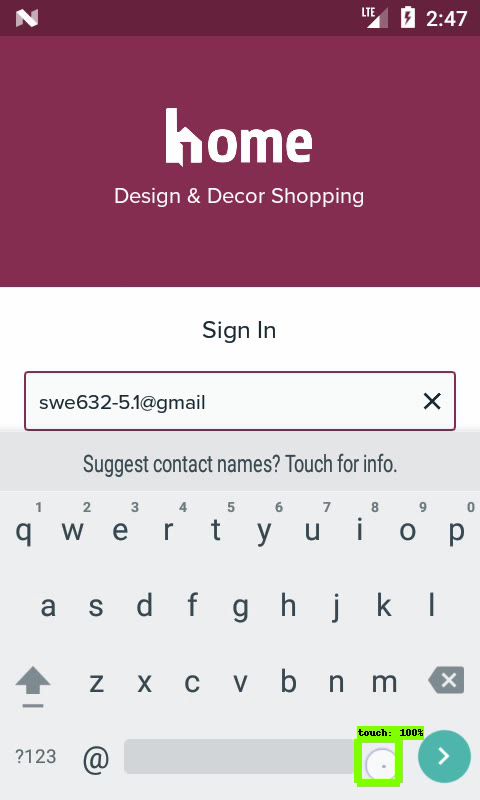 LTE 2:47
home
Design & Decor Shopping
Sign In
swe632-5.1@gmail
Suggest contact names? Touch for info.
1 2 3 4 5 6 7 8 9 0
q w e r t y u i o p
a s d f g h j k l
z x c v b n m
touch: 100%
?123 @ .